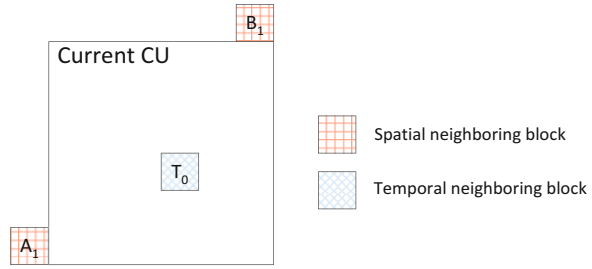 B1
Current CU
Spatial neighboring block
T0
Temporal neighboring block
A1